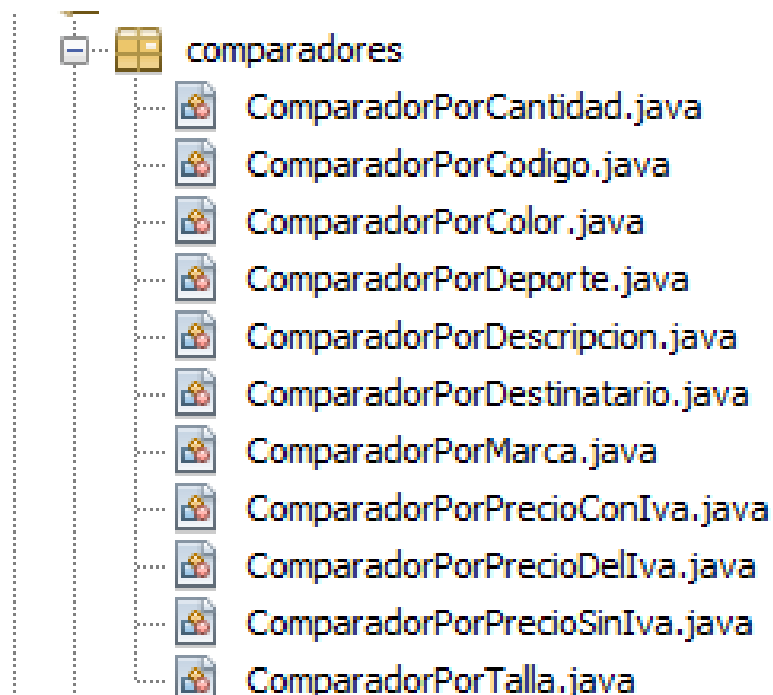 comparadores
ComparadorPorCantidad.java
ComparadorPorCodigo.java
ComparadorPorColor.java
ComparadorPorDeporte.java
ComparadorPorDescripcion.java
ComparadorPorDestinatario.java
ComparadorPorMarca.java
ComparadorPorPrecioConIva.java
ComparadorPorPrecioDelIva.java
ComparadorPorPrecioSinIva.java
ComparadorPorTalla.java